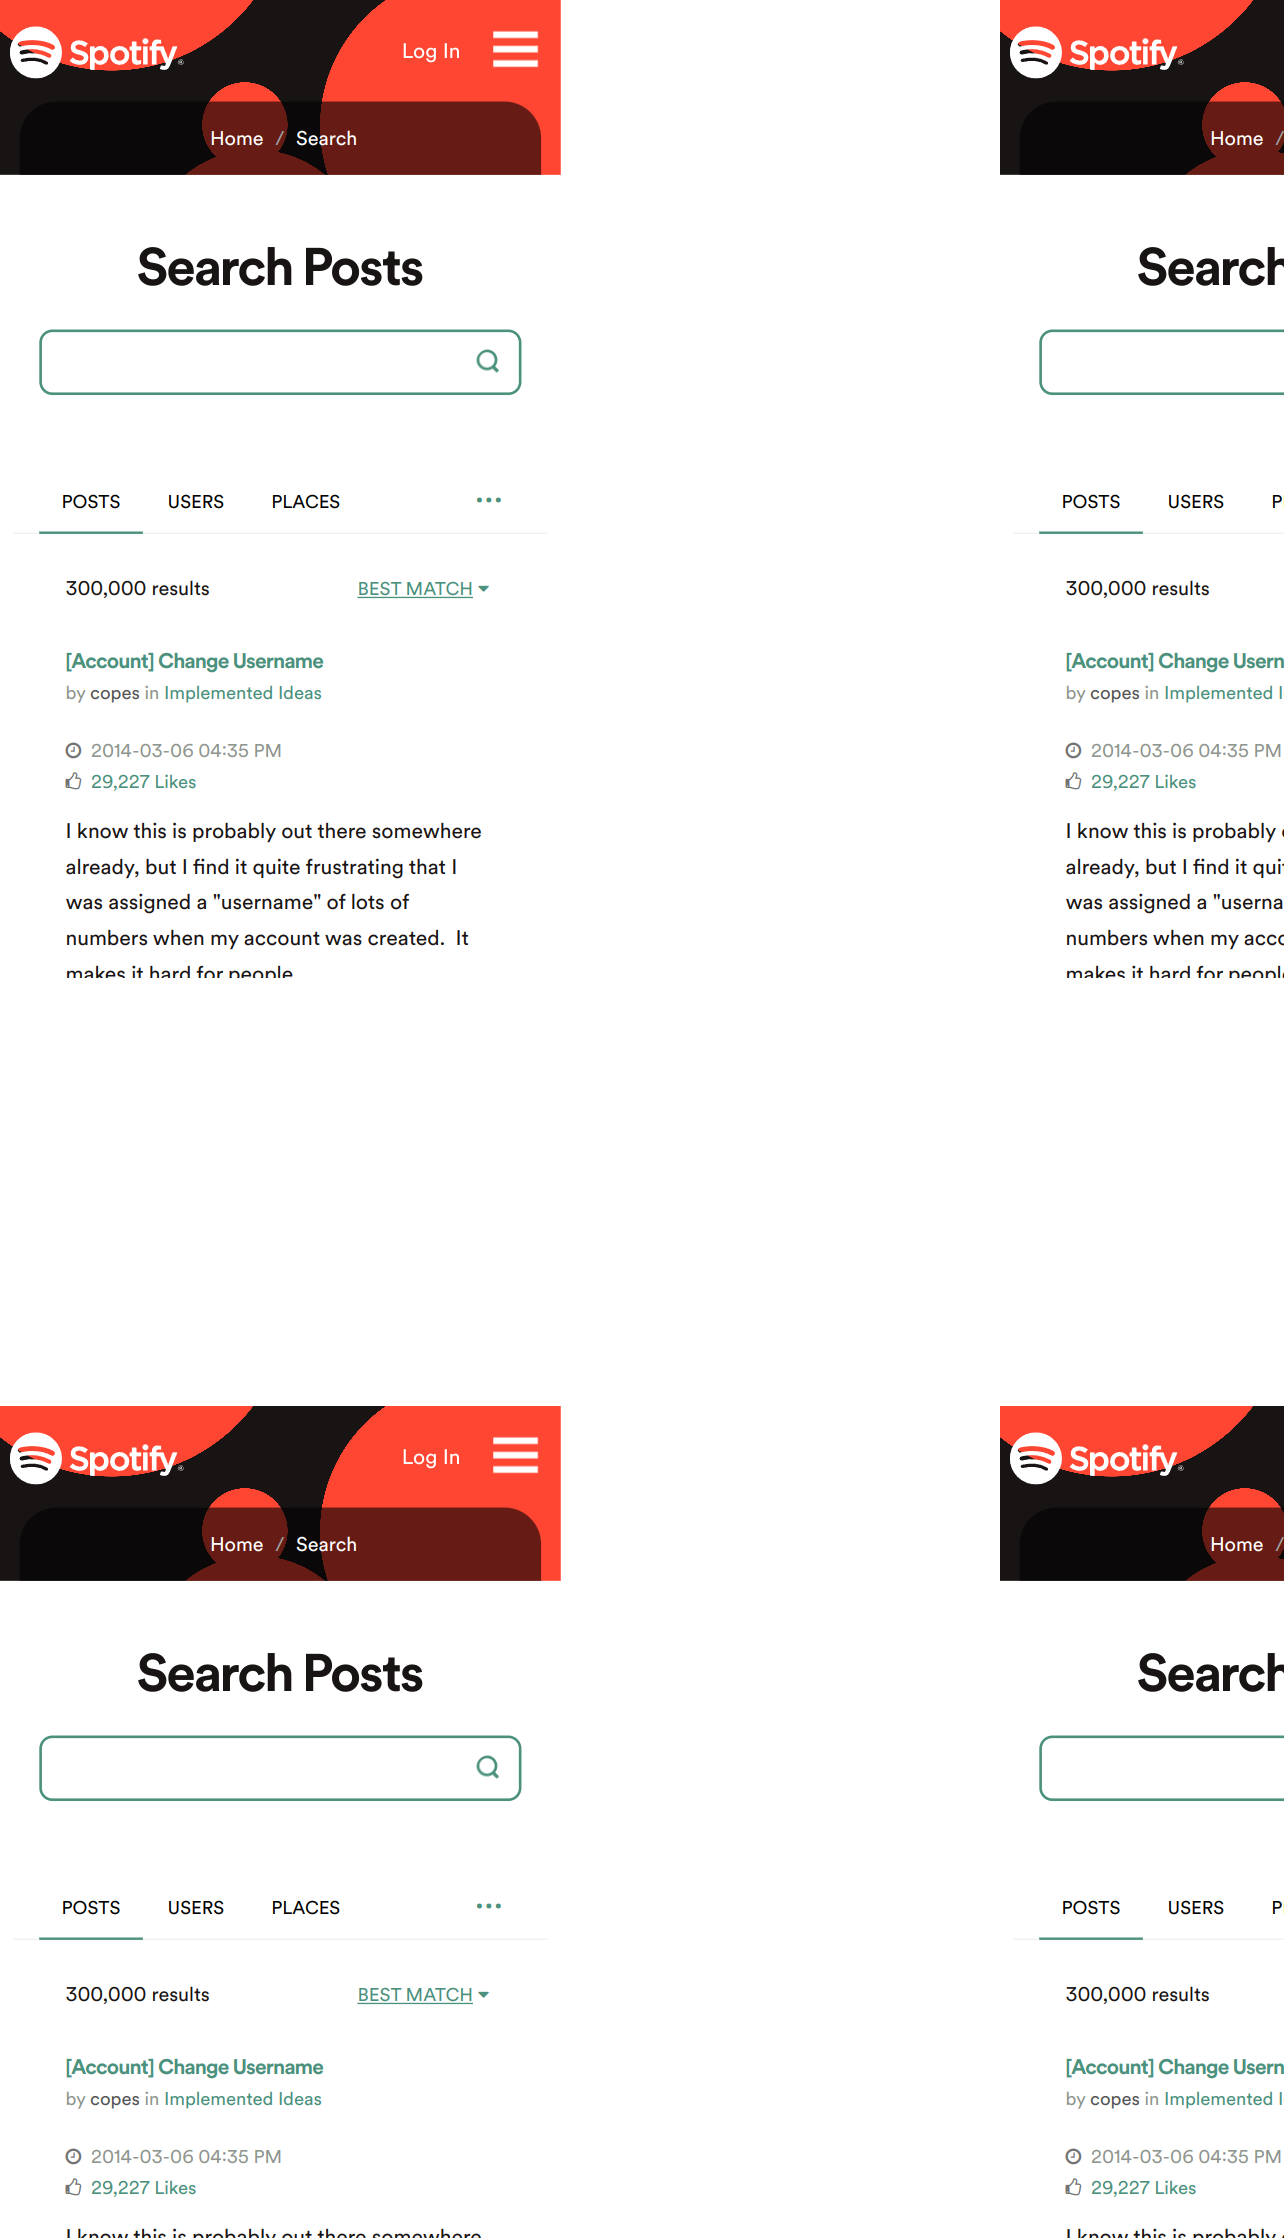 Spotify®
Log In
Home / Search
Search Posts
POSTS USERS PLACES
300,000 results BEST MATCH
[Account] Change Username
by copes in Implemented Ideas
2014-03-06 04:35 PM
29,227 Likes
I know this is probably out there somewhere
already, but I find it quite frustrating that I
was assigned a "username" of lots of
numbers when my account was created.  It
makes it hard for people
Spotify®
Home /
Search
POSTS USERS P
300,000 results
[Account] Change Usern
by copes in Implemented I
2014-03-06 04:35 PM
29,227 Likes
I know this is probably
already, but I find it qui
was assigned a "userna
numbers when my acco
makes it hard for people
Spotify®
Log In
Home / Search
Search Posts
POSTS USERS PLACES
300,000 results BEST MATCH
[Account] Change Username
by copes in Implemented Ideas
2014-03-06 04:35 PM
29,227 Likes
I know this is probably out there somewhere
Spotify®
Home /
Search
POSTS USERS P
300,000 results
[Account] Change Usern
by copes in Implemented I
2014-03-06 04:35 PM
29,227 Likes
I know this is probably